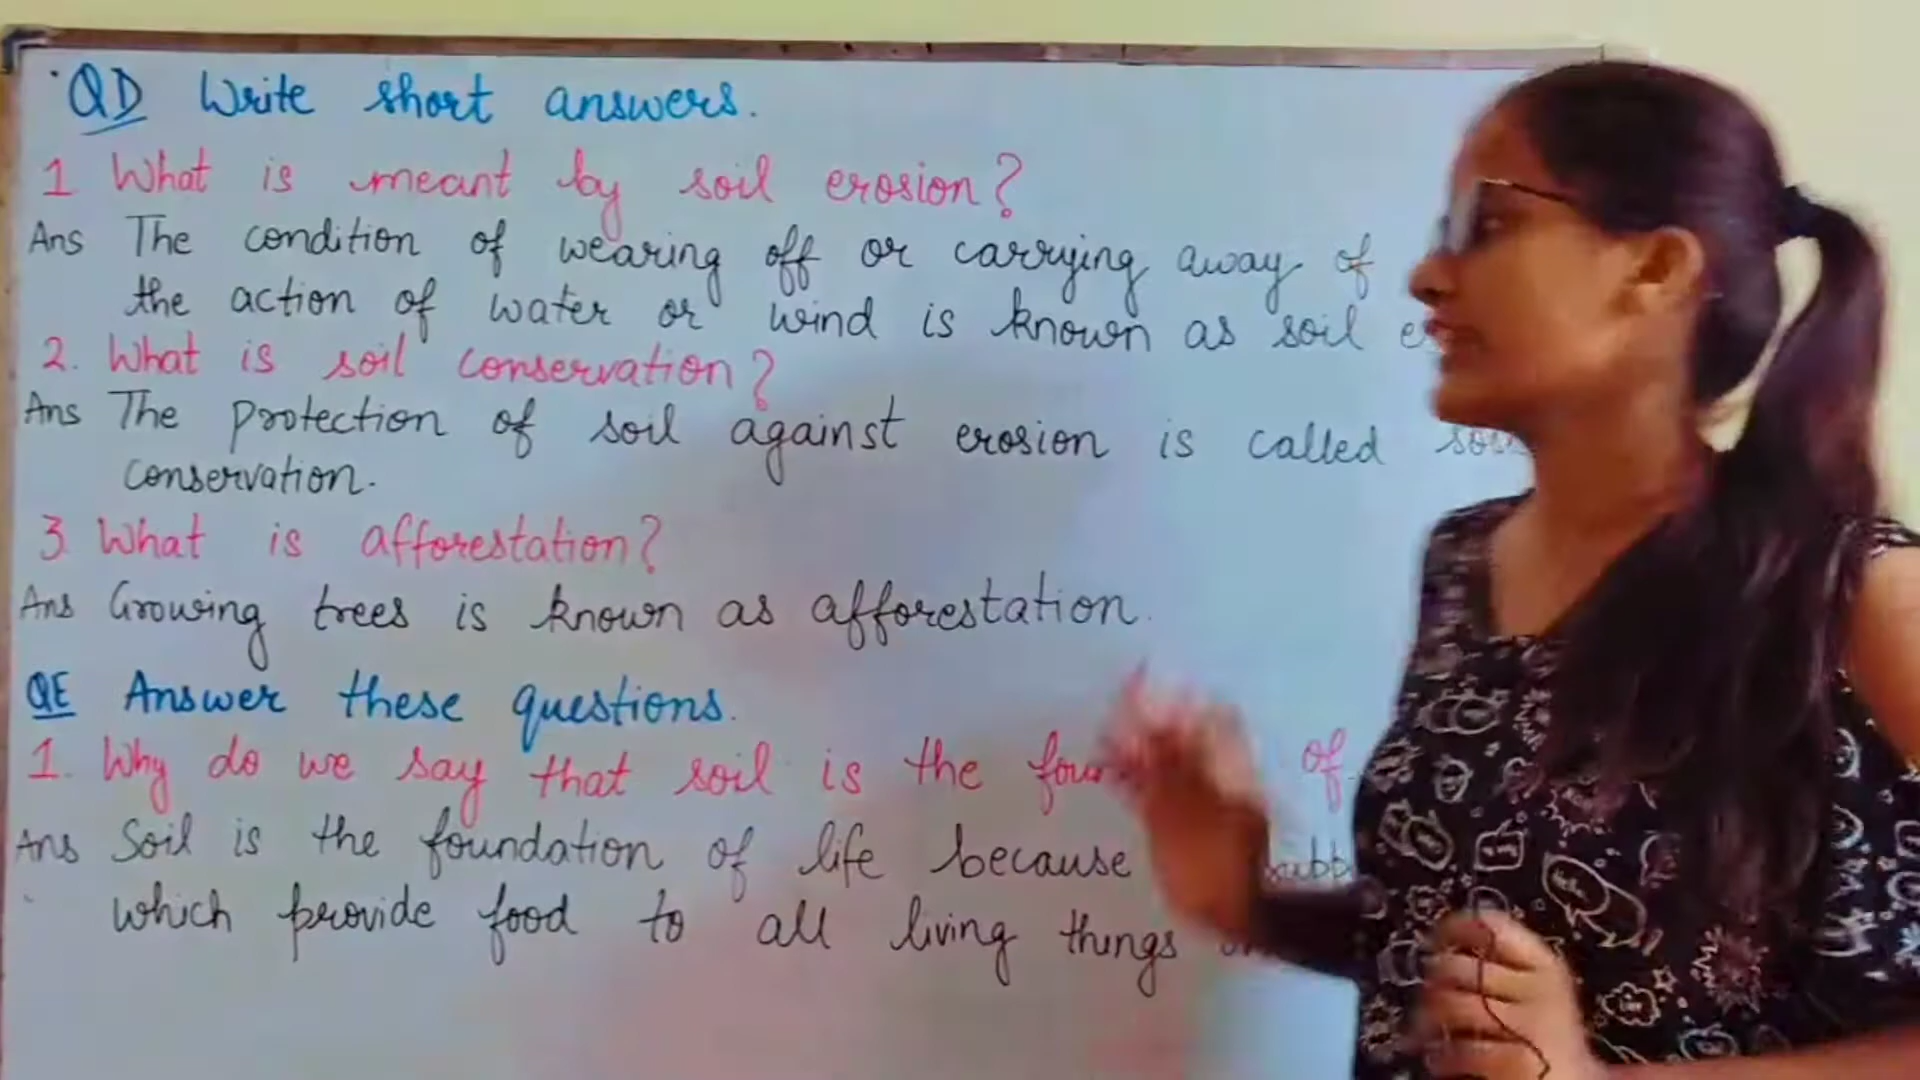 QD Write short answers.
1 What is meant by soil erosion?
Ans The condition of wearing off or carrying away of
the action of water or wind is known as soil
2. What is soil conservation?
Ans The protection of soil against erosion is called soil
conservation.
3. What is afforestation?
Ans Growing trees is known as afforestation.
QE Answer these questions.
1. Why do we say that soil is the of
Ans Soil is the foundation of life because
which provide food to all living things